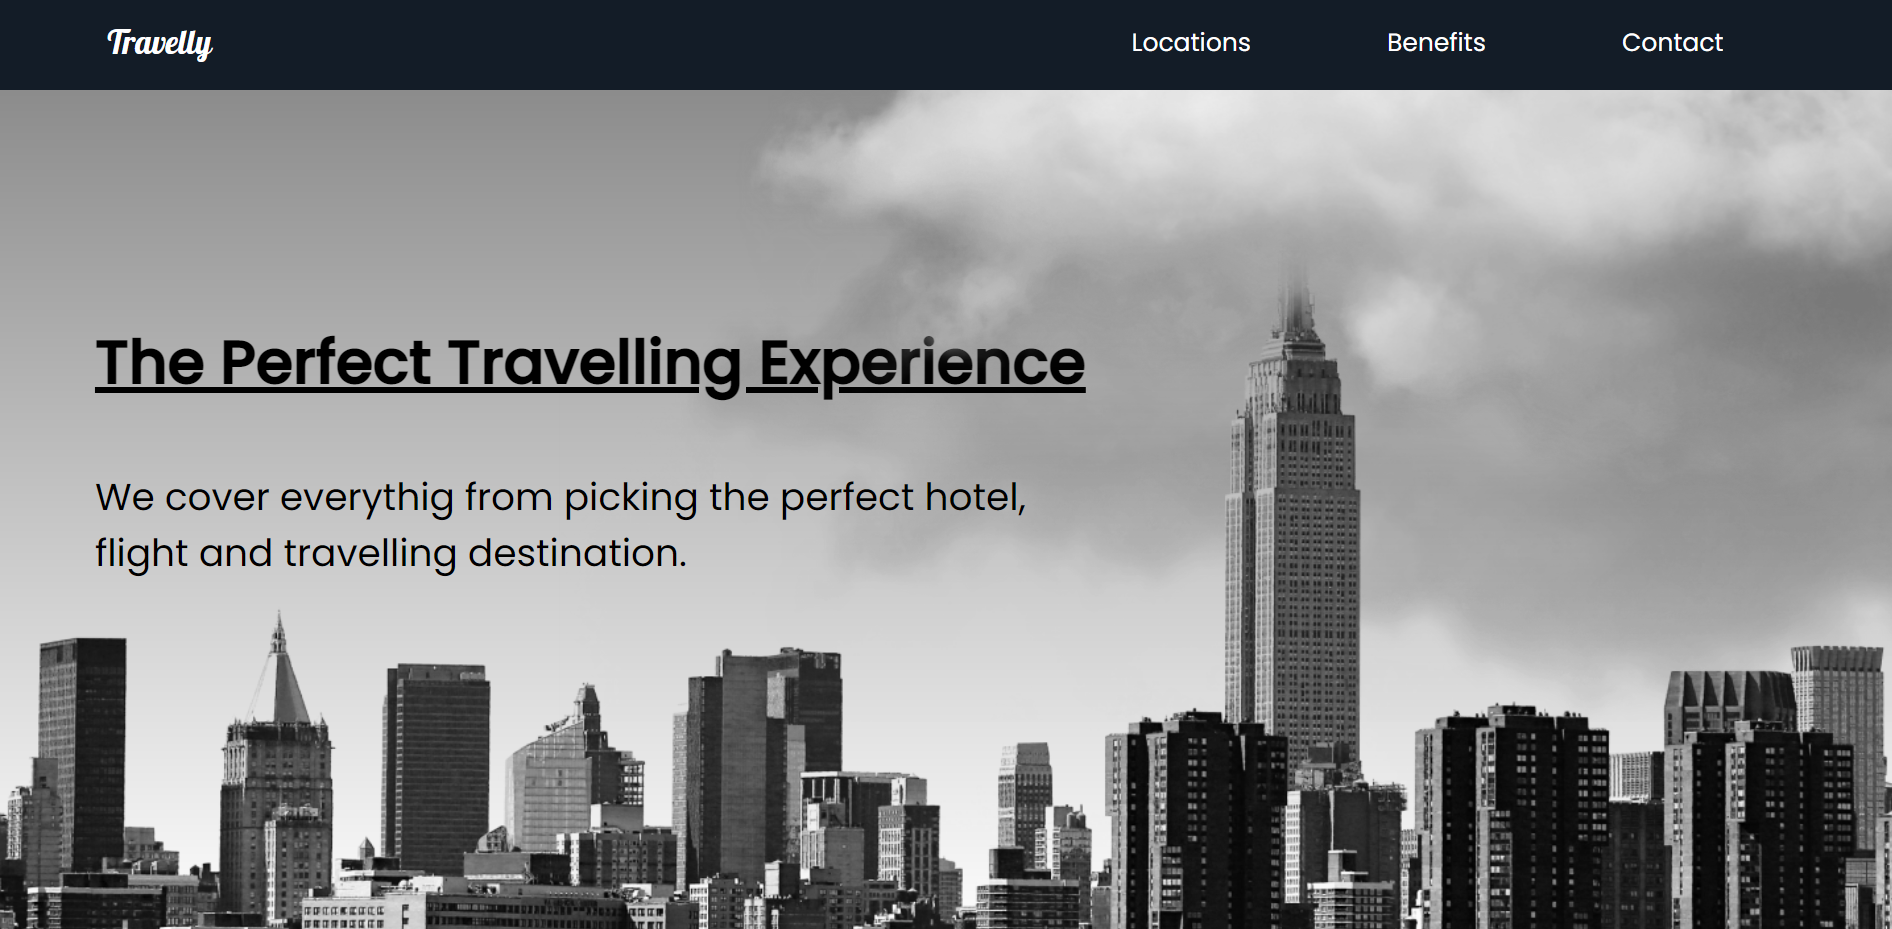 Travelly
Locations Benefits Contact
The Perfect Travelling Experience
We cover everythig from picking the perfect hotel,
flight and travelling destination.